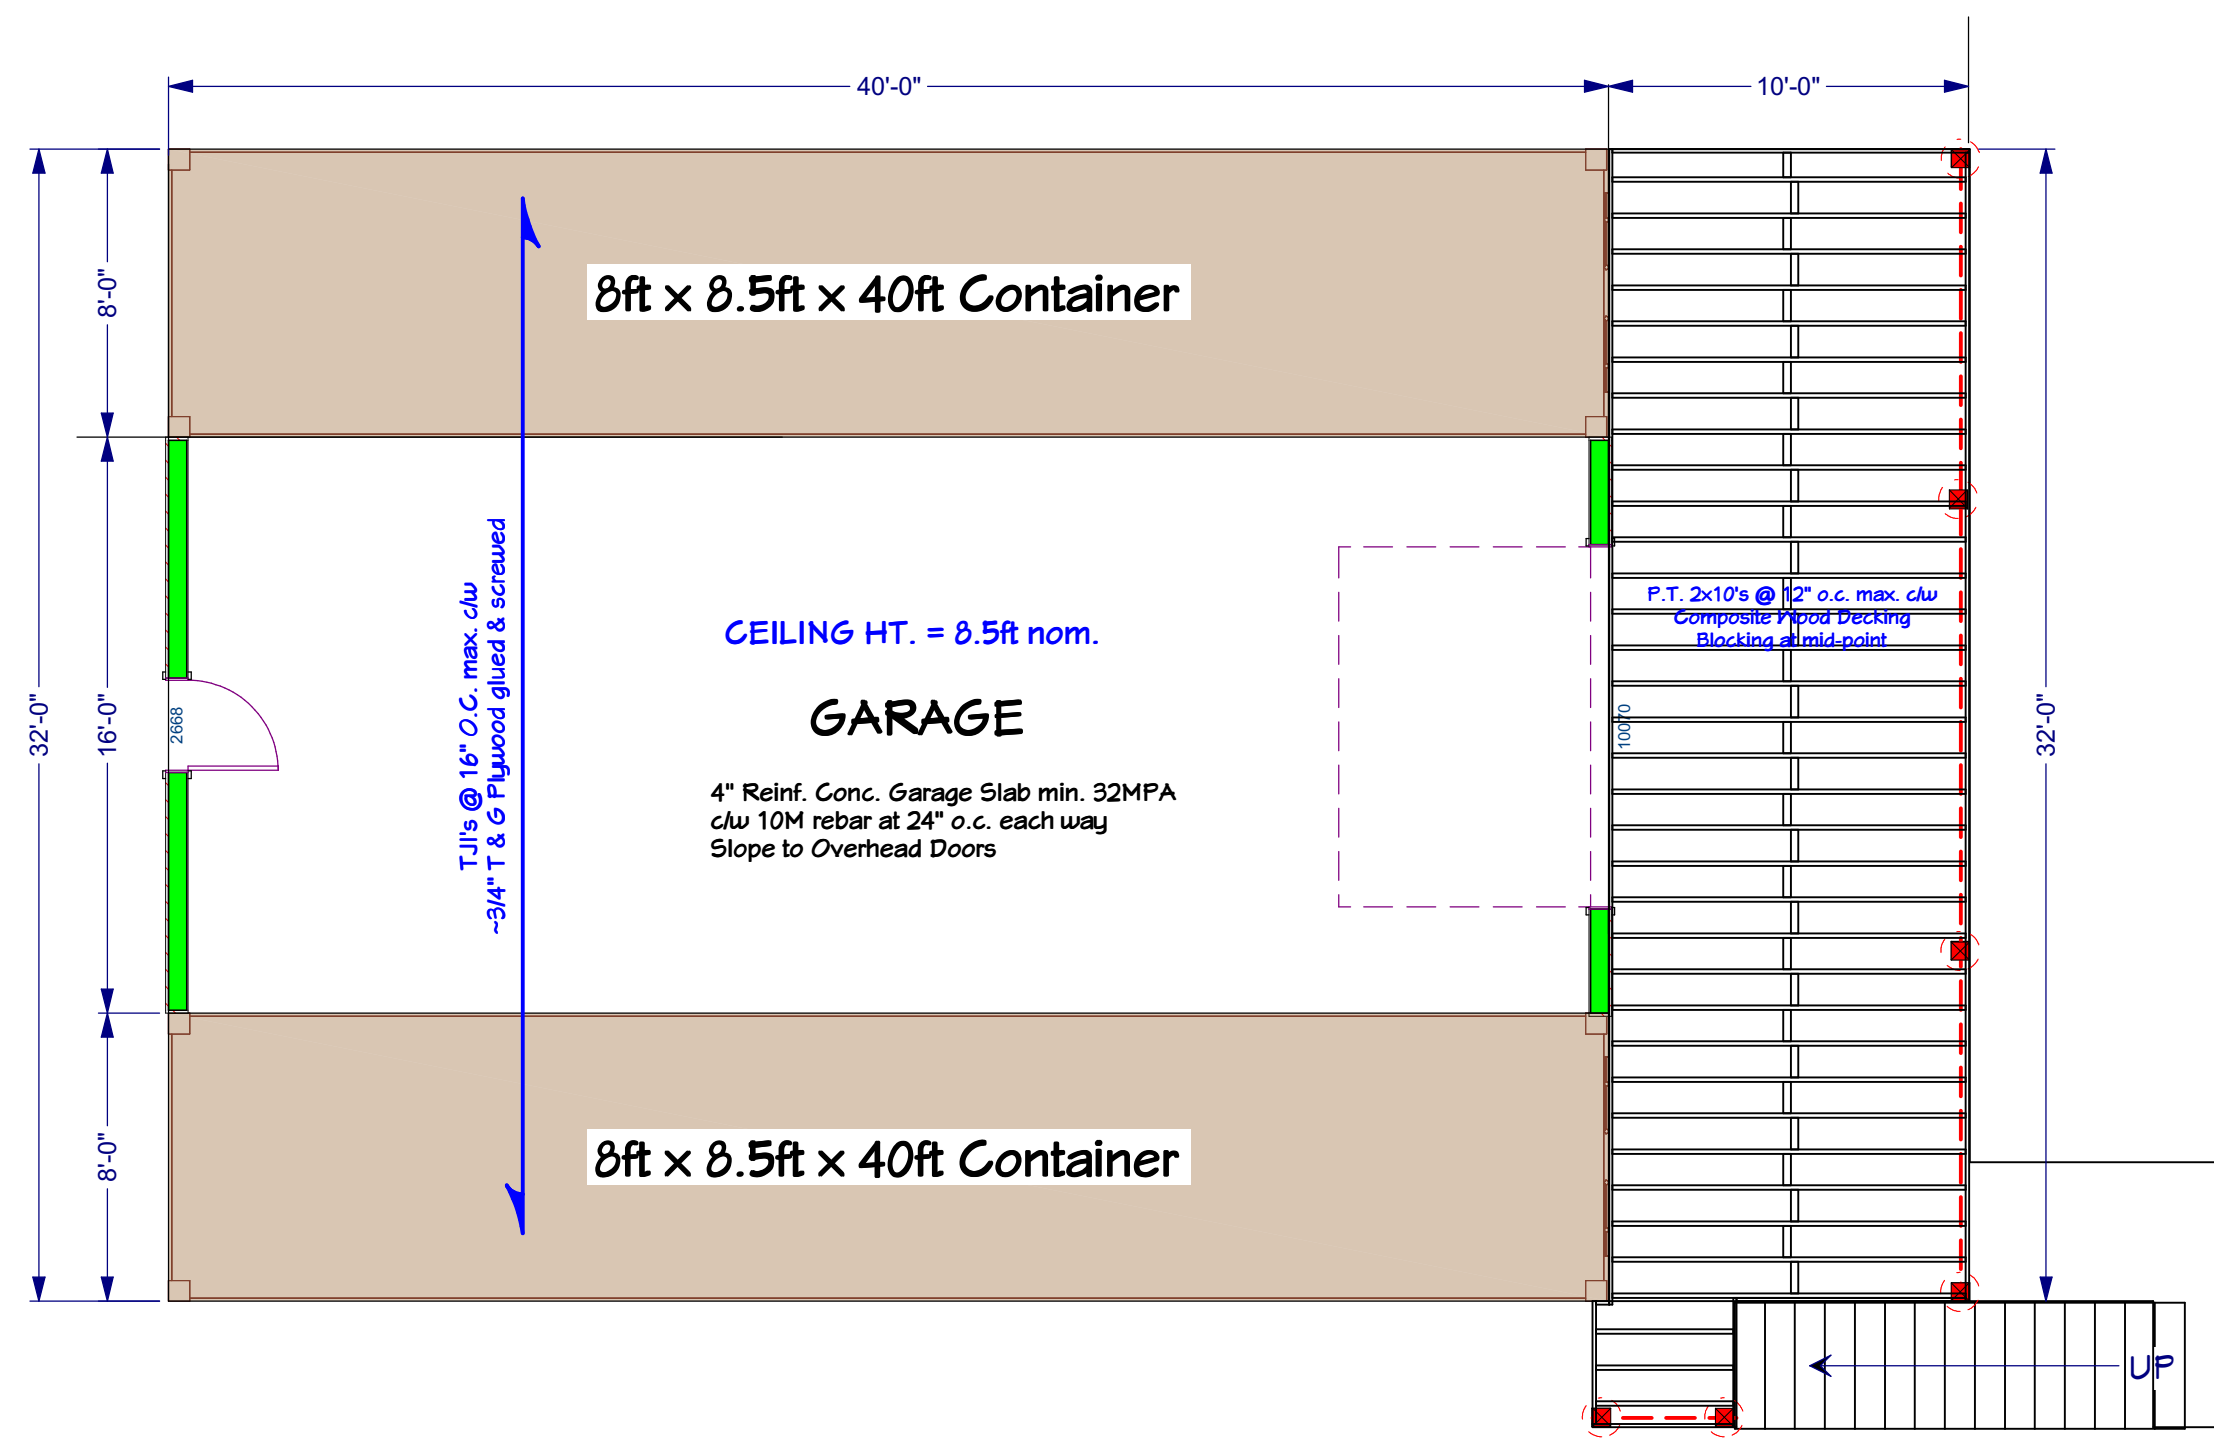 40'-0"
10'-0"
8'-0"
8ft x 8.5ft x 40ft Container
32'-0"
16'-0"
2668
TJI's @ 16" O.C. max. c/w
~3/4" T & G Plywood glued & screwed
CEILING HT. = 8.5ft nom.
GARAGE
4" Reinf. Conc. Garage Slab min. 32MPA
c/w 10M rebar at 24" o.c. each way
Slope to Overhead Doors
10070
P.T. 2x10's @ 12" o.c. max. c/w
Composite Wood Decking
Blocking at mid-point
32'-0"
8'-0"
8ft x 8.5ft x 40ft Container
UP